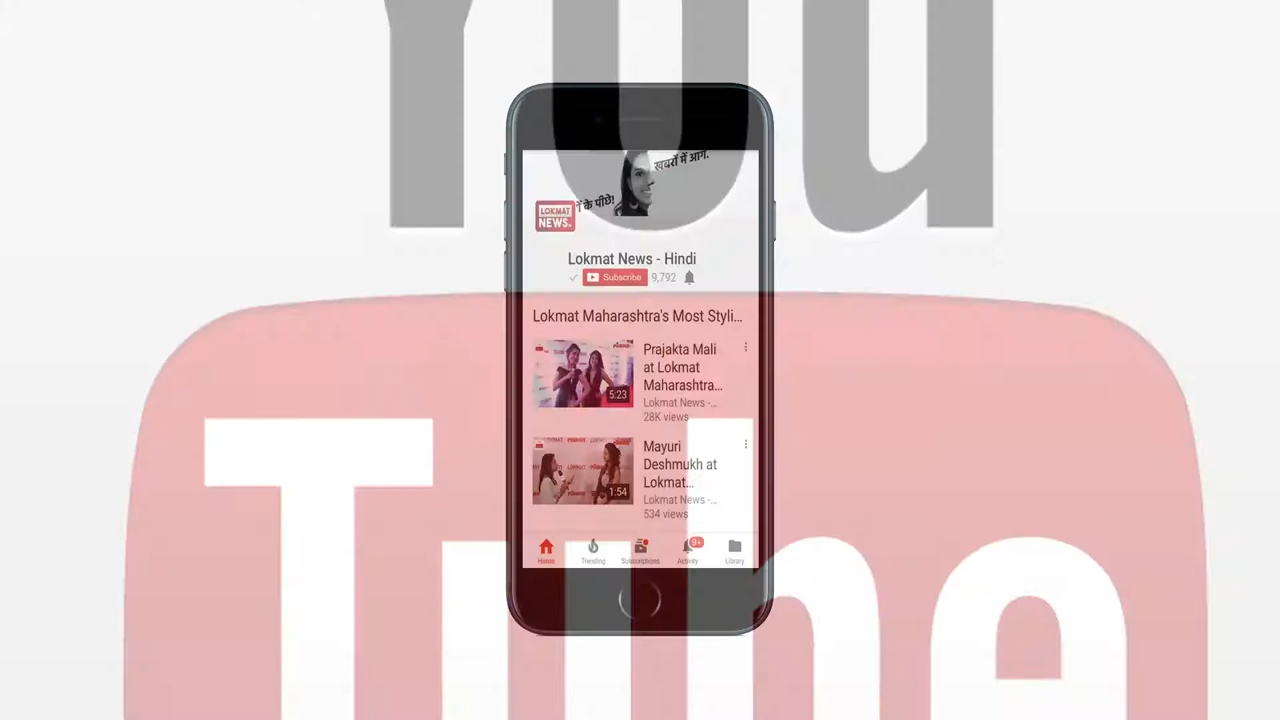 You
Tube
खबरों में आगे.
के पीछे!
LOKMAT
NEWS.
Lokmat News - Hindi
Subscribe 9,792
Lokmat Maharashtra's Most Styli...
Prajakta Mali
at Lokmat
Maharashtra...
Lokmat News -...
28K views
5:23
Mayuri
Deshmukh at
Lokmat...
Lokmat News -...
534 views
1:54
9+
Home Trending Subscriptions Activity Library